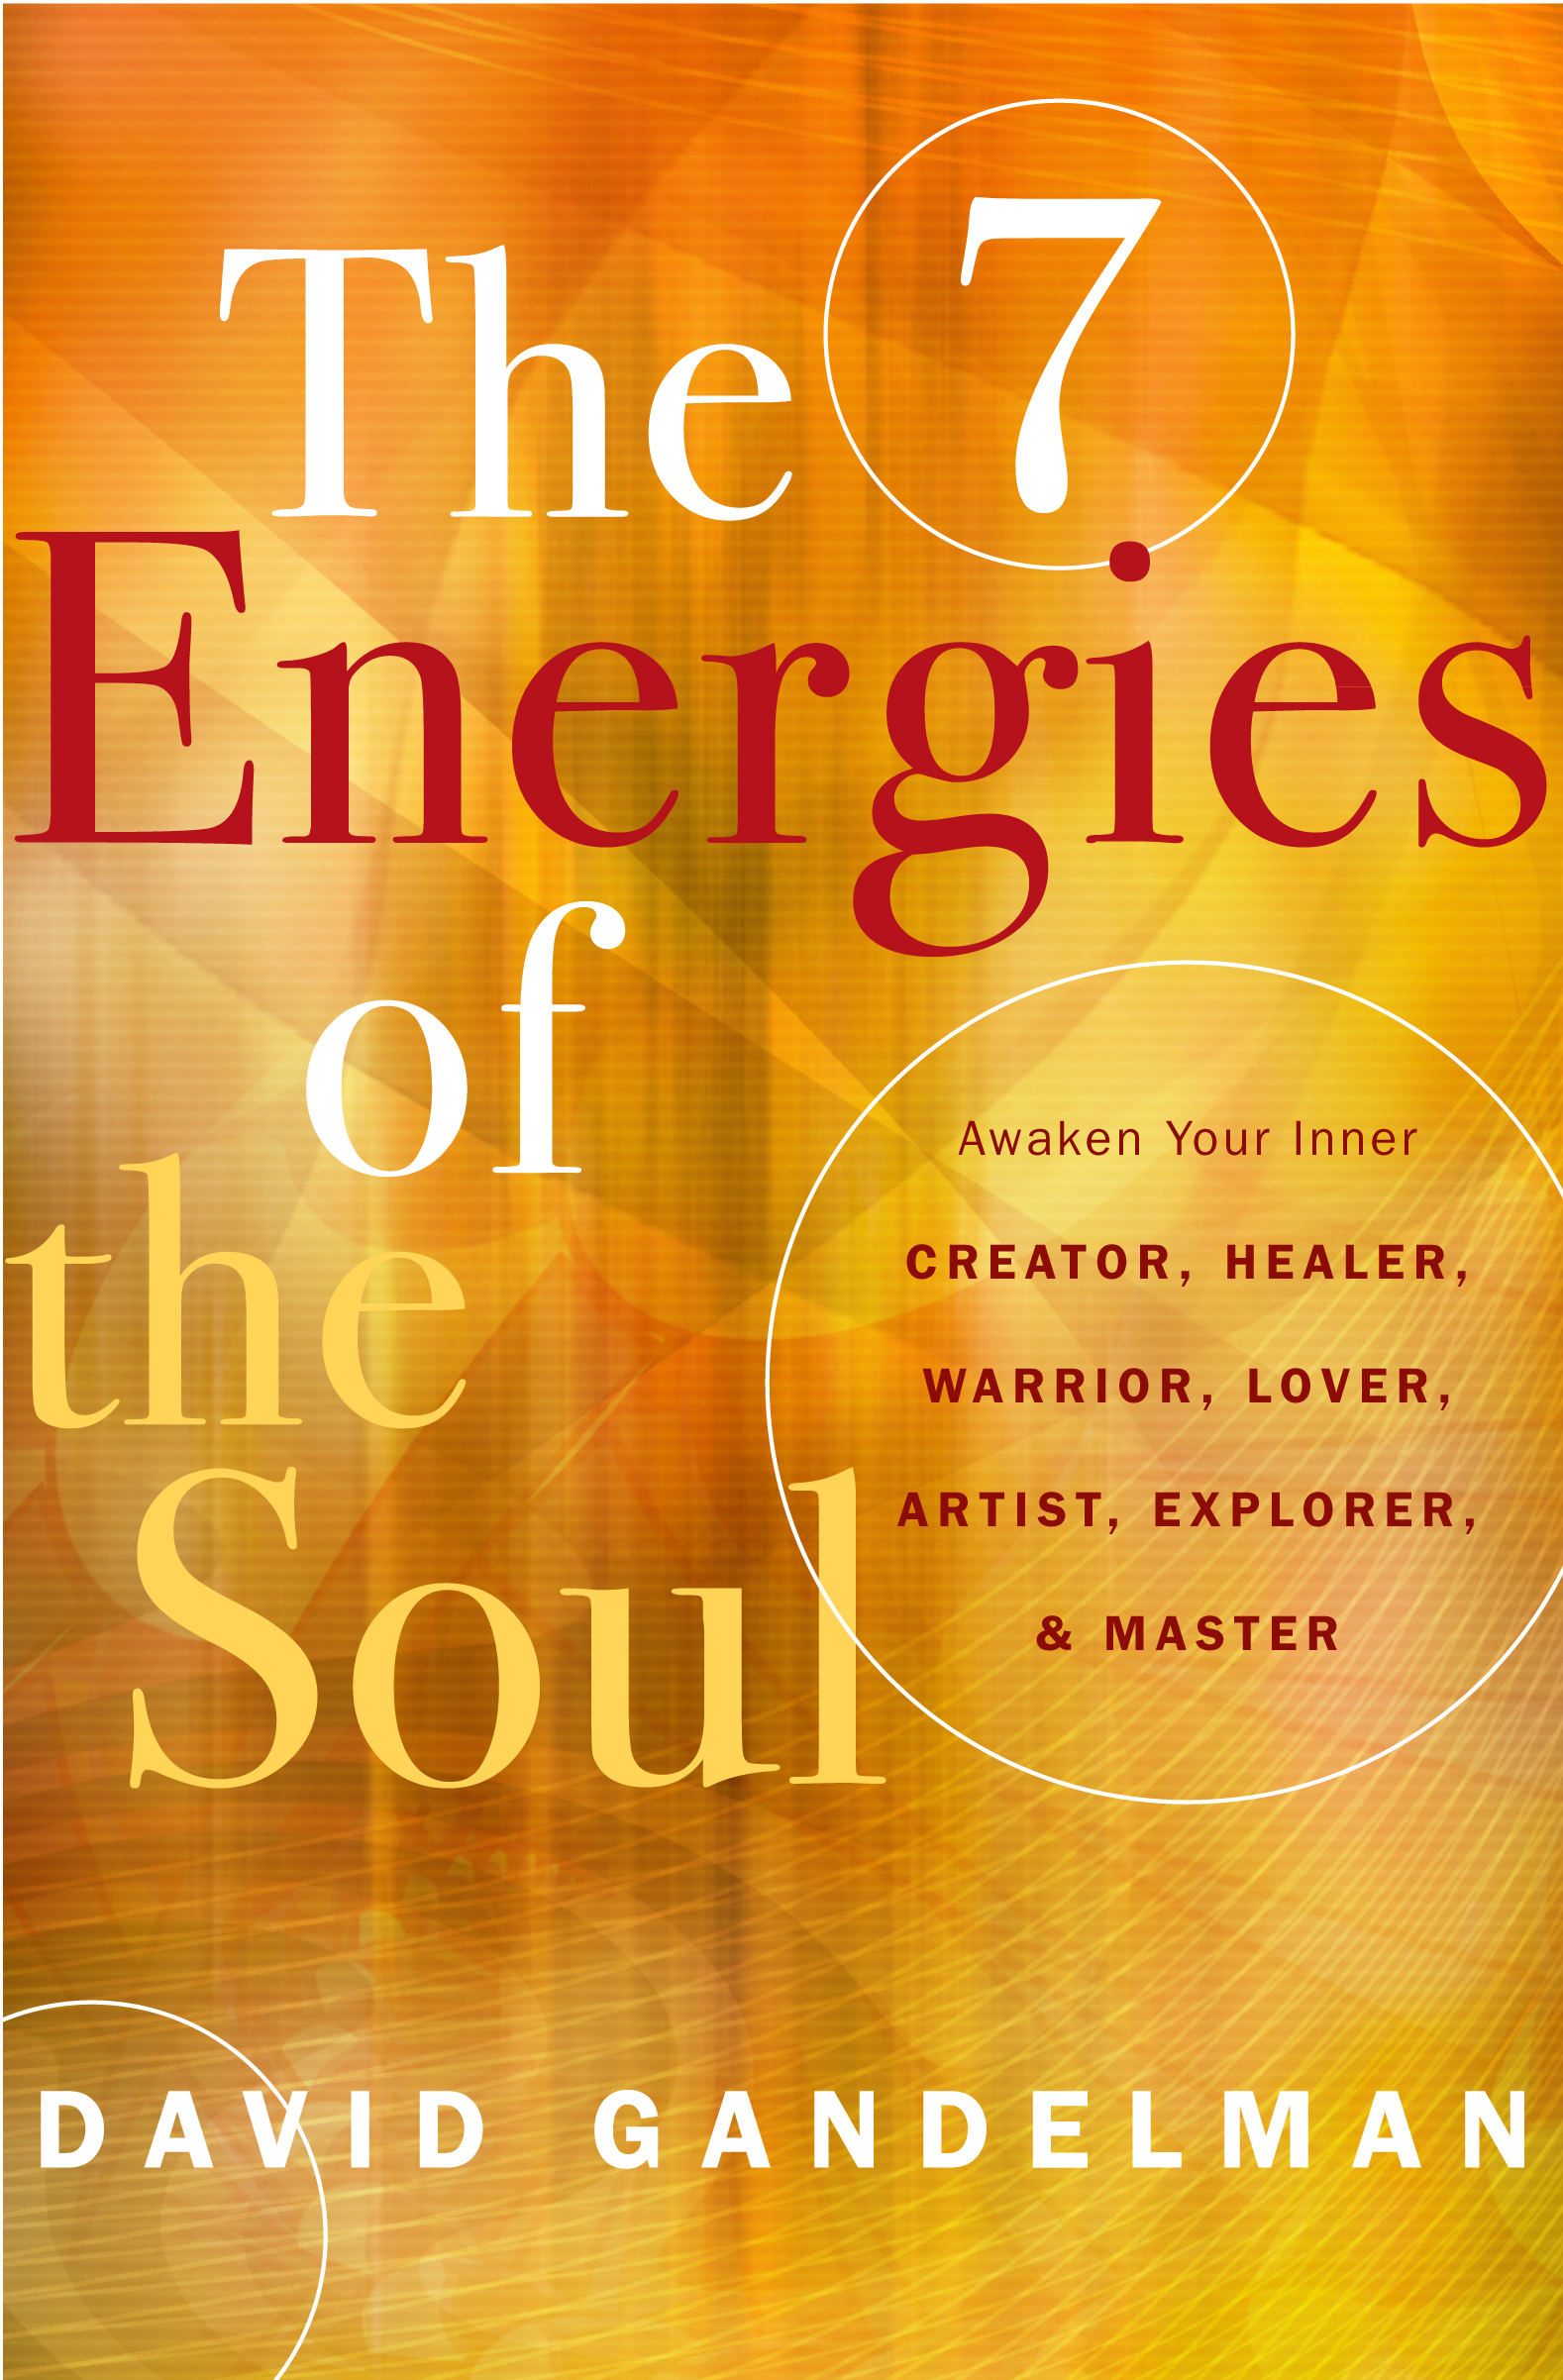 The 7
Energies
of
the
Soul
Awaken Your Inner
CREATOR, HEALER,
WARRIOR, LOVER,
ARTIST, EXPLORER,
& MASTER
DAVID GANDELMAN